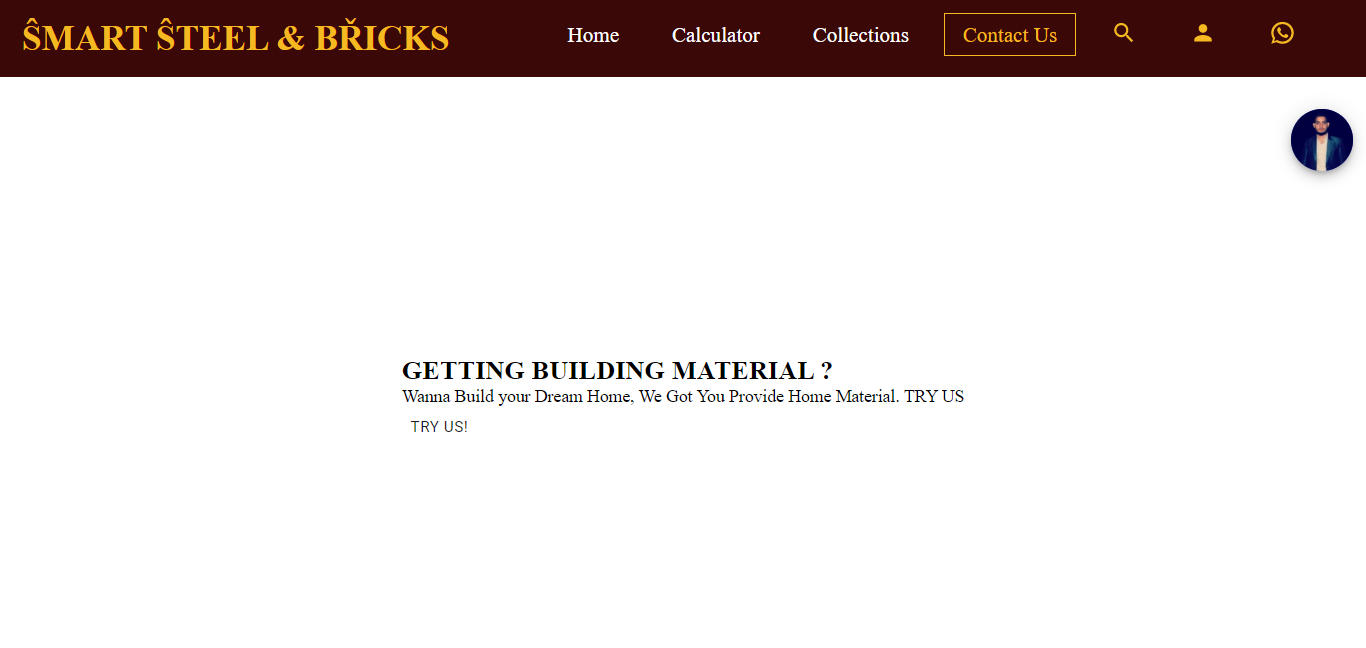 ŜMART ŜTEEL & BŘICKS
Home Calculator Collections Contact Us
GETTING BUILDING MATERIAL ?
Wanna Build your Dream Home, We Got You Provide Home Material. TRY US
TRY US!